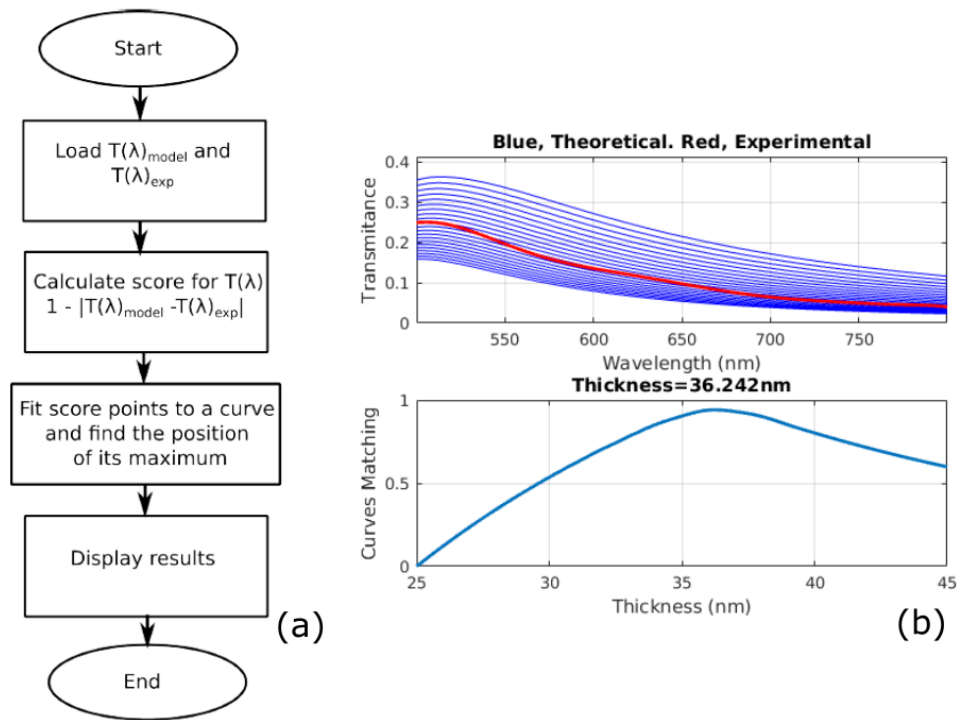 Start
Load T(λ)model and
T(λ)exp
Calculate score for T(λ)
1 - |T(λ)model -T(λ)exp|
Fit score points to a curve
and find the position
of its maximum
Display results
End
(a)
Blue, Theoretical. Red, Experimental
Transmitance
0.4
0.3
0.2
0.1
0
550 600 650 700 750
Wavelength (nm)
Thickness=36.242nm
Curves Matching
1
0.5
0
25 30 35 40 45
Thickness (nm)
(b)